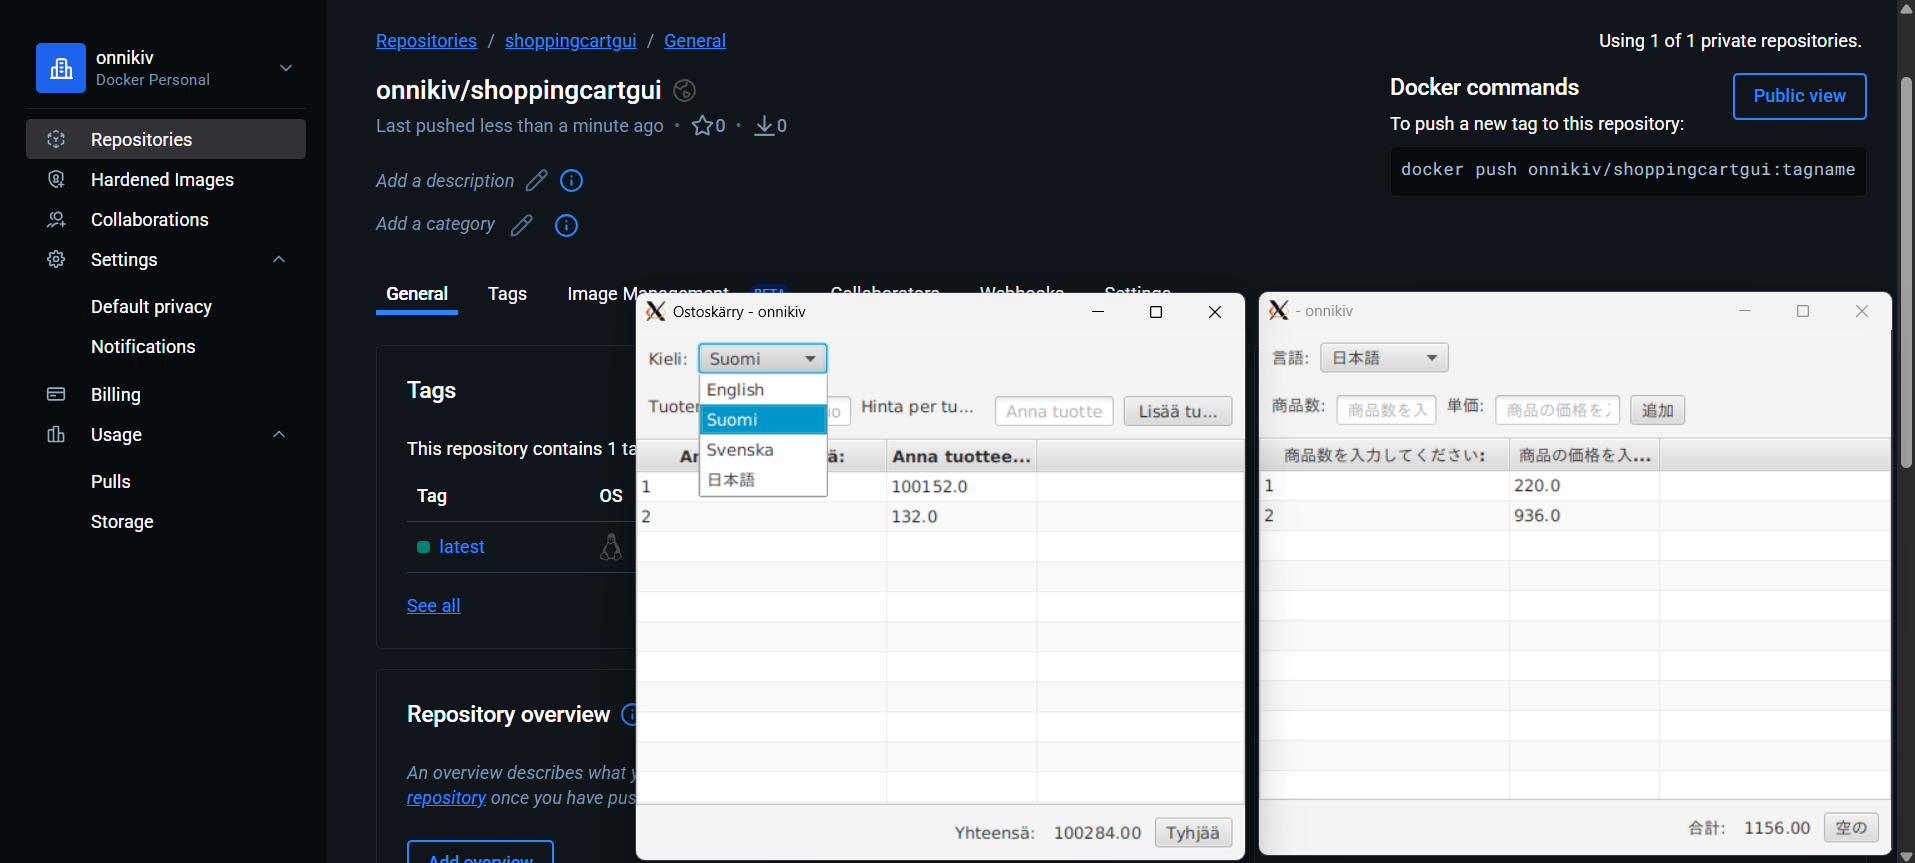 onnikiv
Docker Personal
Repositories
Hardened Images
Collaborations
Settings
Default privacy
Notifications
Billing
Usage
Pulls
Storage
Repositories / shoppingcartgui / General
Using 1 of 1 private repositories.
onnikiv/shoppingcartgui
Last pushed less than a minute ago · 0 · 0
Add a description
Add a category
Docker commands
Public view
To push a new tag to this repository:
docker push onnikiv/shoppingcartgui:tagname
General Tags Image Management BETA Collaborators Webhooks Settings
Tags
This repository contains 1
Tag OS
latest
See all
Repository overview
An overview describes what
repository once you have
Add overview
Ostoskärry - onnikiv
Kieli: Suomi
English
Suomi
Svenska
日本語
Hinta per tu...
Anna tuotte
Lisää tu...
Anna tuottee...
1 100152.0
2 132.0
Yhteensä: 100284.00 Tyhjää
- onnikiv
言語: 日本語
商品数: 商品数を入 単価: 商品の価格を 追加
商品数を入力してください: 商品の価格を入...
1 220.0
2 936.0
合計: 1156.00 空の